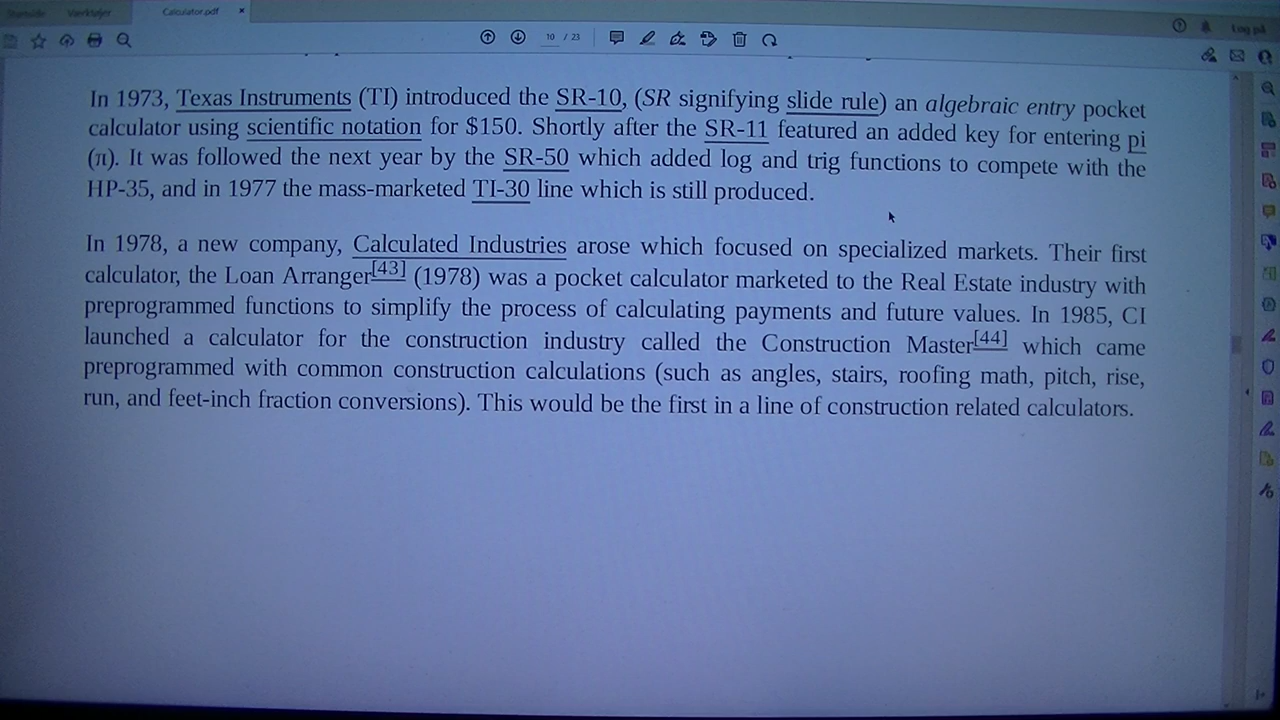 Startside Værktøjer Calculator.pdf ×
Log på
10 / 23
In 1973, Texas Instruments (TI) introduced the SR-10, (SR signifying slide rule) an algebraic entry pocket
calculator using scientific notation for $150. Shortly after the SR-11 featured an added key for entering pi
(π). It was followed the next year by the SR-50 which added log and trig functions to compete with the
HP-35, and in 1977 the mass-marketed TI-30 line which is still produced.
In 1978, a new company, Calculated Industries arose which focused on specialized markets. Their first
calculator, the Loan Arranger[43] (1978) was a pocket calculator marketed to the Real Estate industry with
preprogrammed functions to simplify the process of calculating payments and future values. In 1985, CI
launched a calculator for the construction industry called the Construction Master[44] which came
preprogrammed with common construction calculations (such as angles, stairs, roofing math, pitch, rise,
run, and feet-inch fraction conversions). This would be the first in a line of construction related calculators.